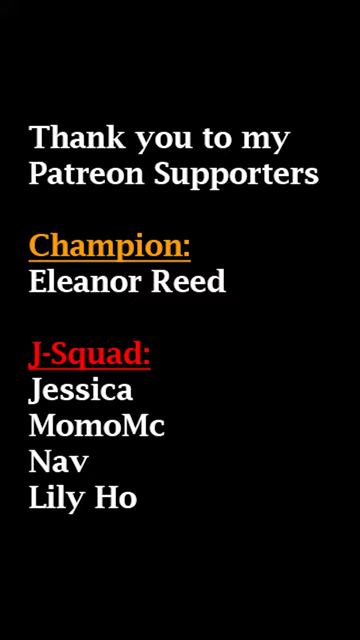 Thank you to my
Patreon Supporters
Champion:
Eleanor Reed
J-Squad:
Jessica
MomoMc
Nav
Lily Ho